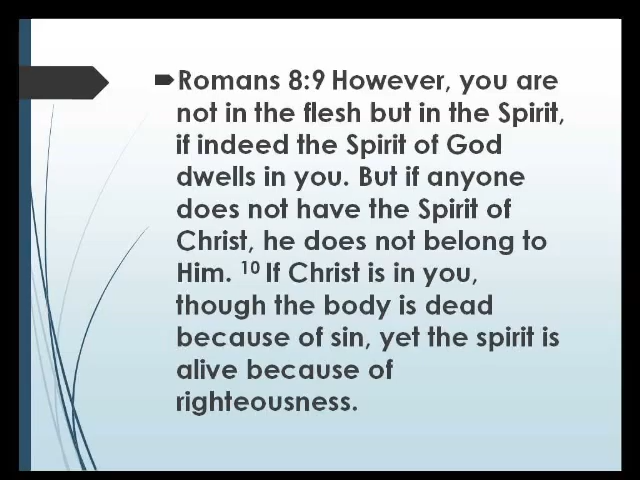 Romans 8:9 However, you are
not in the flesh but in the Spirit,
if indeed the Spirit of God
dwells in you. But if anyone
does not have the Spirit of
Christ, he does not belong to
Him. ¹⁰ If Christ is in you,
though the body is dead
because of sin, yet the spirit is
alive because of
righteousness.